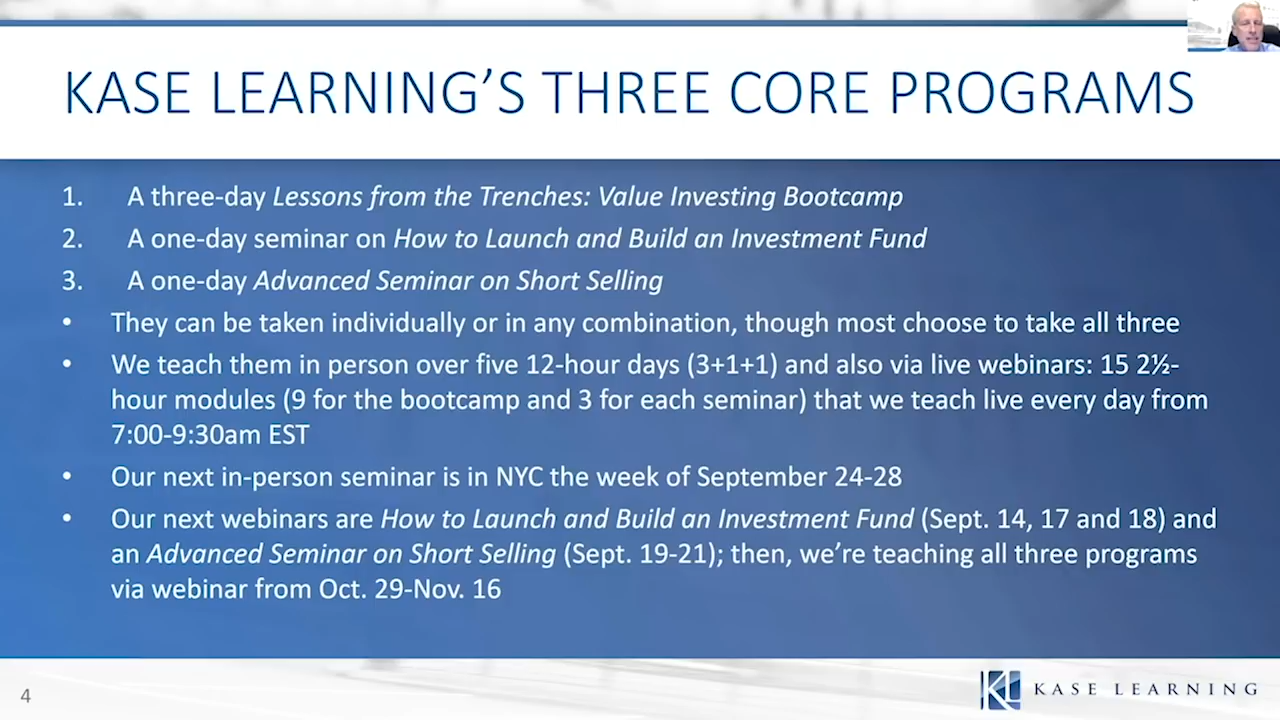 KASE LEARNING’S THREE CORE PROGRAMS
1. A three-day Lessons from the Trenches: Value Investing Bootcamp
2. A one-day seminar on How to Launch and Build an Investment Fund
3. A one-day Advanced Seminar on Short Selling
• They can be taken individually or in any combination, though most choose to take all three
• We teach them in person over five 12-hour days (3+1+1) and also via live webinars: 15 2½-
hour modules (9 for the bootcamp and 3 for each seminar) that we teach live every day from
7:00-9:30am EST
• Our next in-person seminar is in NYC the week of September 24-28
• Our next webinars are How to Launch and Build an Investment Fund (Sept. 14, 17 and 18) and
an Advanced Seminar on Short Selling (Sept. 19-21); then, we’re teaching all three programs
via webinar from Oct. 29-Nov. 16
4
KL KASE LEARNING